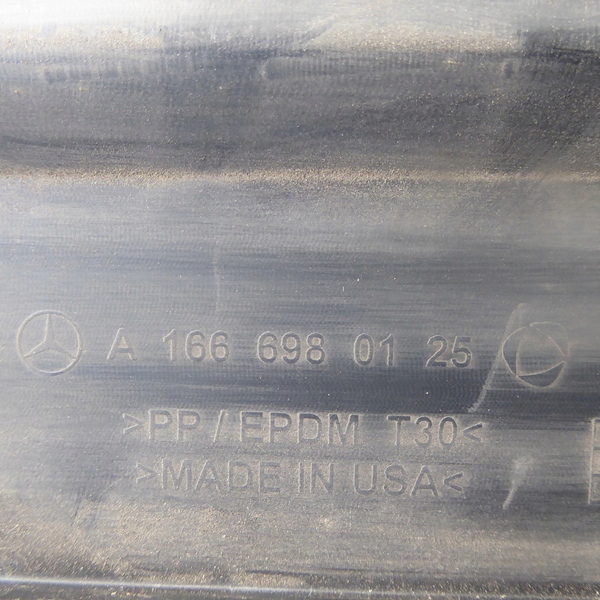 A 166 698 01 25
>PP / EPDM T30<
>MADE IN USA<